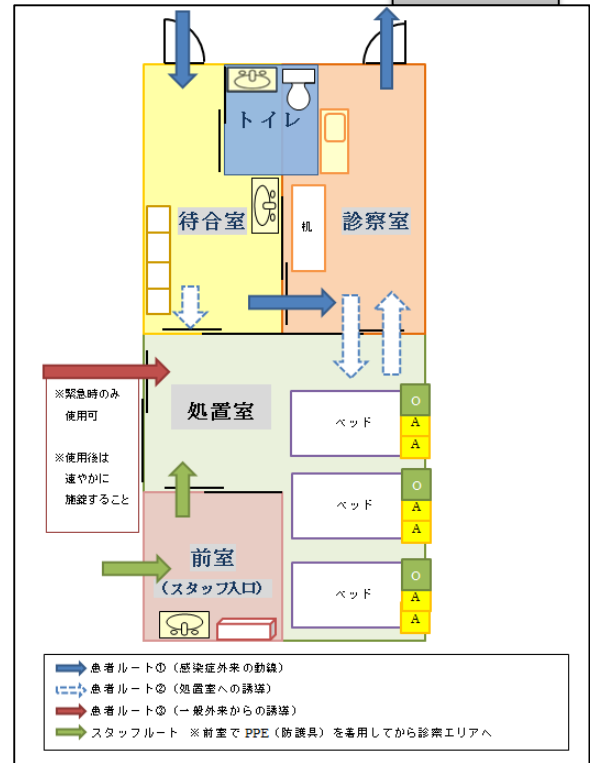 トイレ
待合室
机
診察室
※緊急時のみ
使用可
※使用後は
速やかに
施錠すること
処置室
ベッド
O
A
A
ベッド
O
A
A
前室
（スタッフ入口）
ベッド
O
A
A
患者ルート①（感染症外来の動線）
患者ルート②（処置室への誘導）
患者ルート③（一般外来からの誘導）
スタッフルート ※前室で PPE（防護具）を着用してから診察エリアへ